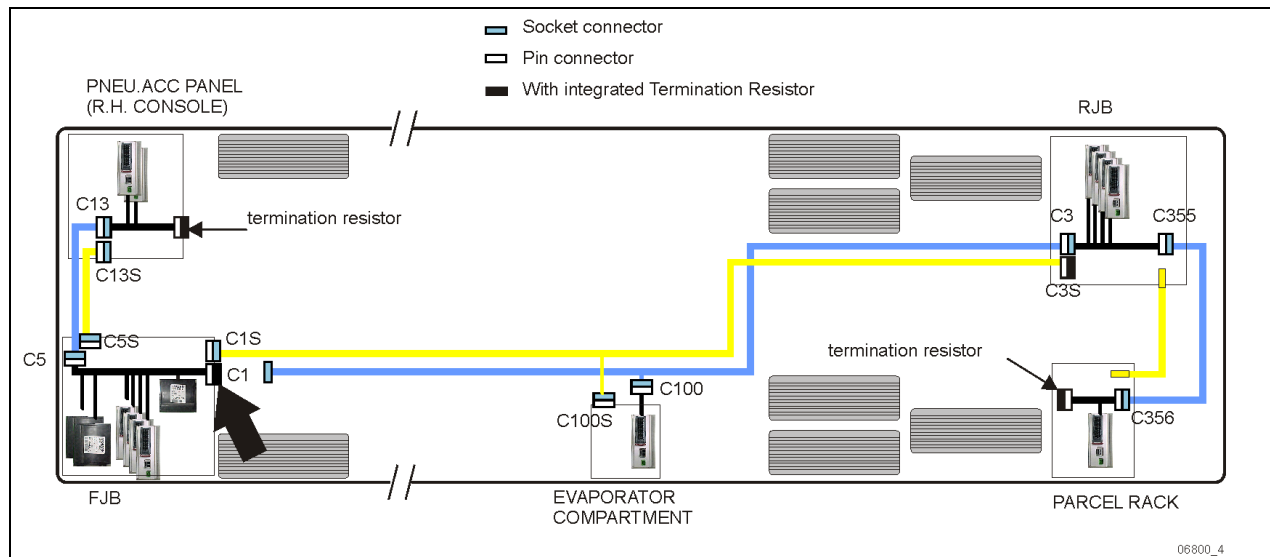 Socket connector
Pin connector
With integrated Termination Resistor
PNEU.ACC PANEL
(R.H. CONSOLE)
RJB
C13
termination resistor
C13S
C3
C355
C3S
C5S
C5
C1S
C1
termination resistor
C100
C100S
C356
FJB
EVAPORATOR
COMPARTMENT
PARCEL RACK
06800_4